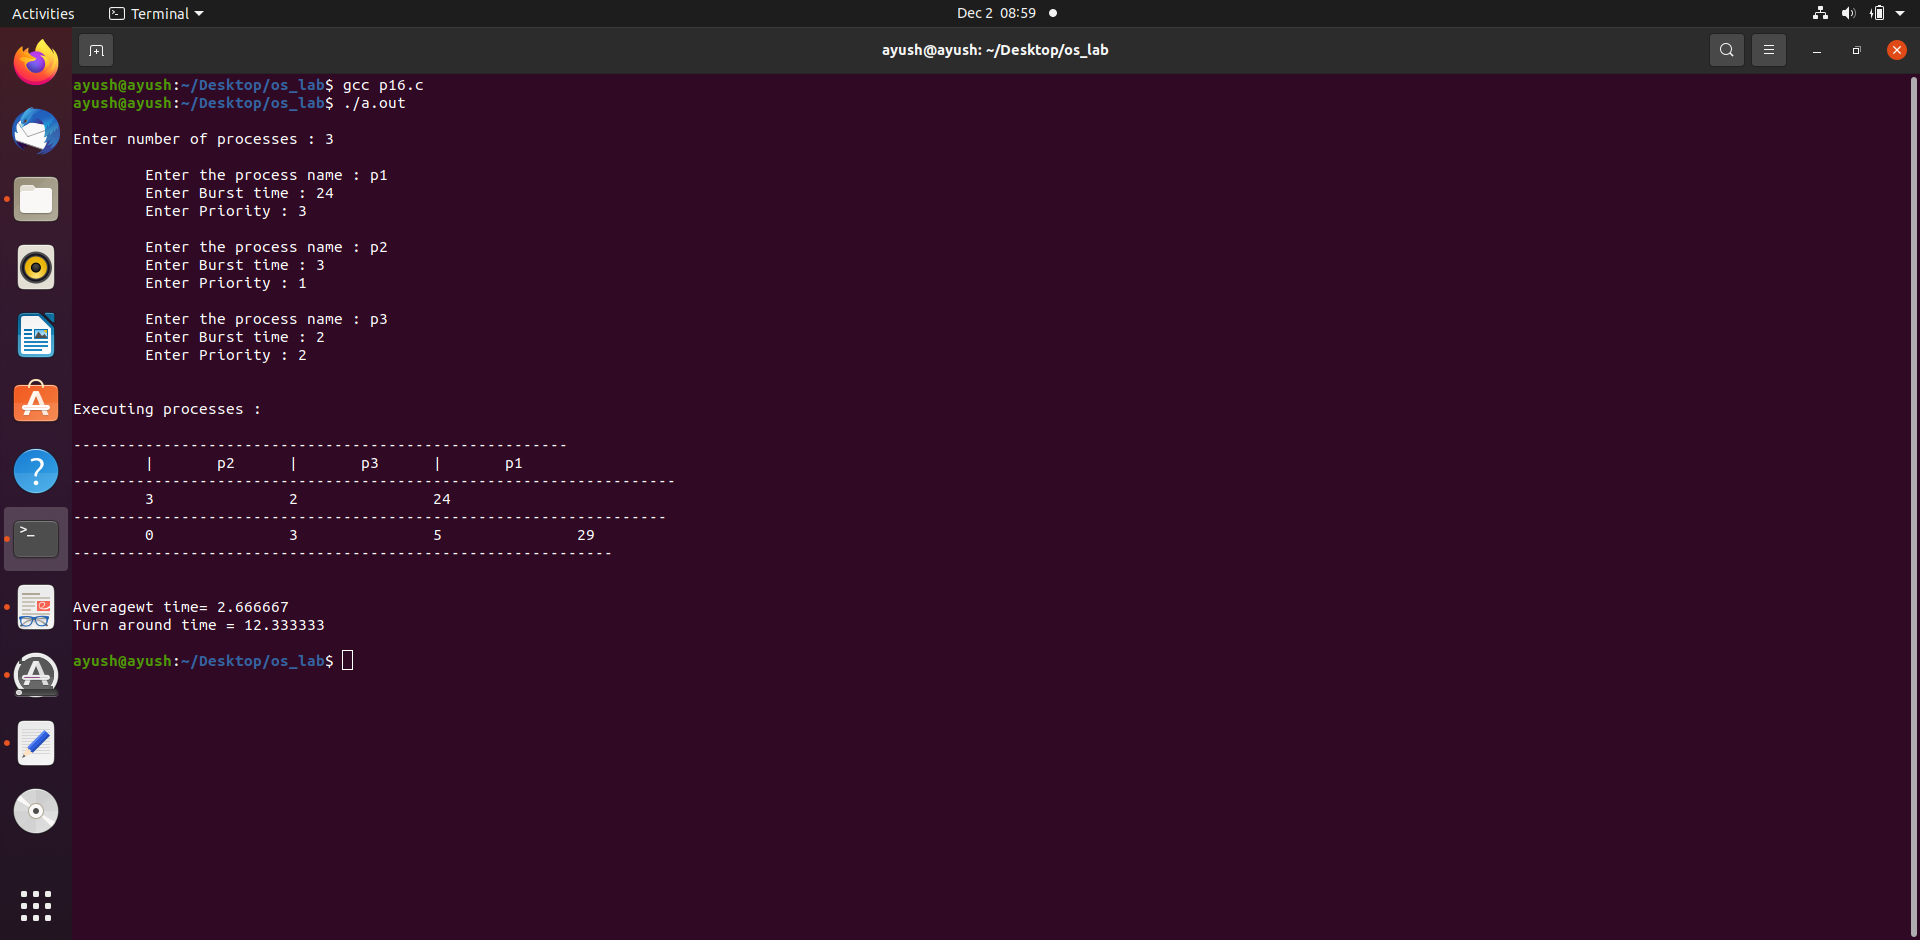 Activities Terminal Dec 2 08:59
ayush@ayush: ~/Desktop/os_lab
ayush@ayush:~/Desktop/os_lab$ gcc p16.c
ayush@ayush:~/Desktop/os_lab$ ./a.out
Enter number of processes : 3
Enter the process name : p1
Enter Burst time : 24
Enter Priority : 3
Enter the process name : p2
Enter Burst time : 3
Enter Priority : 1
Enter the process name : p3
Enter Burst time : 2
Enter Priority : 2
Executing processes :
-------------------------------------------------------
| p2 | p3 | p1
-------------------------------------------------------------------
3 2 24
------------------------------------------------------------------
0 3 5 29
------------------------------------------------------------
Averagewt time= 2.666667
Turn around time = 12.333333
ayush@ayush:~/Desktop/os_lab$